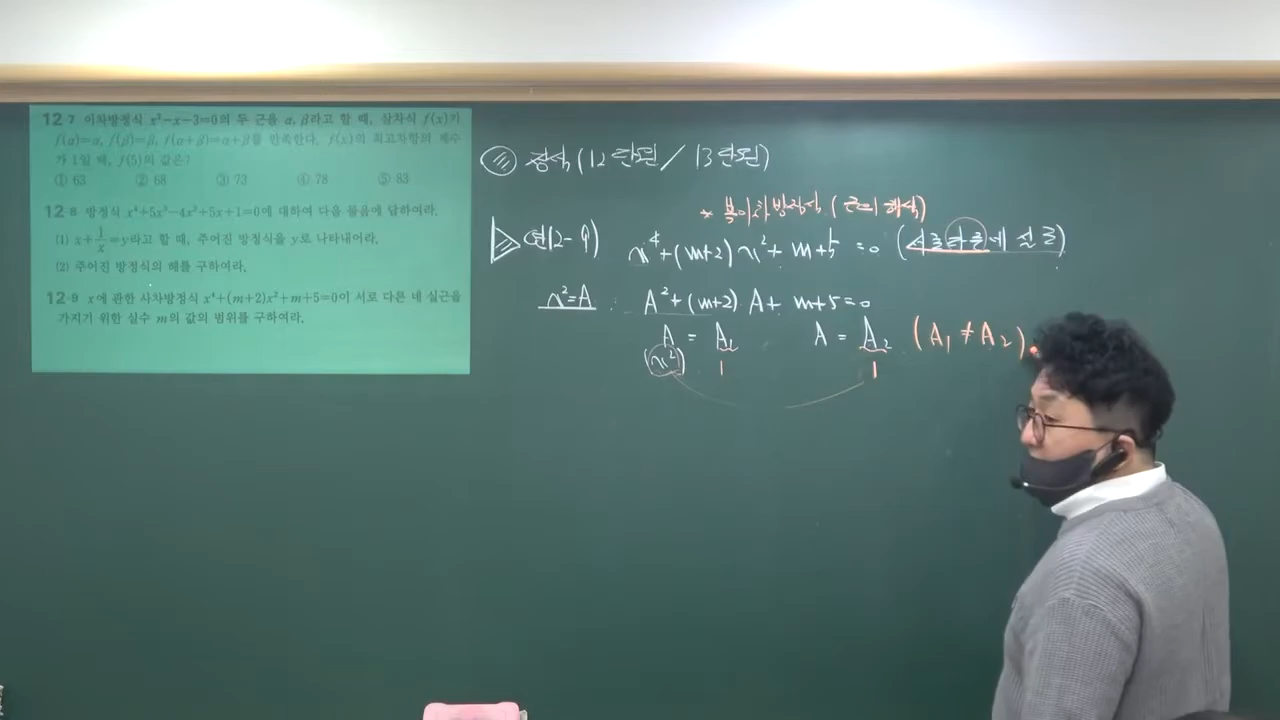 12-7 이차방정식 x²-x-3=0의 두 근을 α, β라고 할 때, 삼차식 f(x)가
f(α)=α, f(β)=β, f(α+β)=α+β를 만족한다. f(x)의 최고차항의 계수
가 1일 때, f(5)의 값은?
① 63 ② 68 ③ 73 ④ 78 ⑤ 83
12-8 방정식 x⁴+5x³-4x²+5x+1=0에 대하여 다음 물음에 답하여라.
(1) x+1/x=y라고 할 때, 주어진 방정식을 y로 나타내어라.
(2) 주어진 방정식의 해를 구하여라.
12-9 x에 관한 사차방정식 x⁴+(m+2)x²+m+5=0이 서로 다른 네 실근을
가지기 위한 실수 m의 값의 범위를 구하여라.
정석 (12단원 / 13단원)
* 복이차방정식 (근의 해석)
연12-9) x⁴+(m+2)x²+m+5=0 (서로다른 네 실근)
x²=A : A²+(m+2)A+m+5=0
A = A₁ A = A₂ (A₁≠A₂)
(x²)